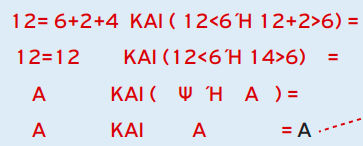 12= 6+2+4 ΚΑΙ ( 12<6 Ή 12+2>6) =
12=12 ΚΑΙ (12<6 Ή 14>6) =
Α ΚΑΙ ( Ψ Ή Α ) =
Α ΚΑΙ Α = Α